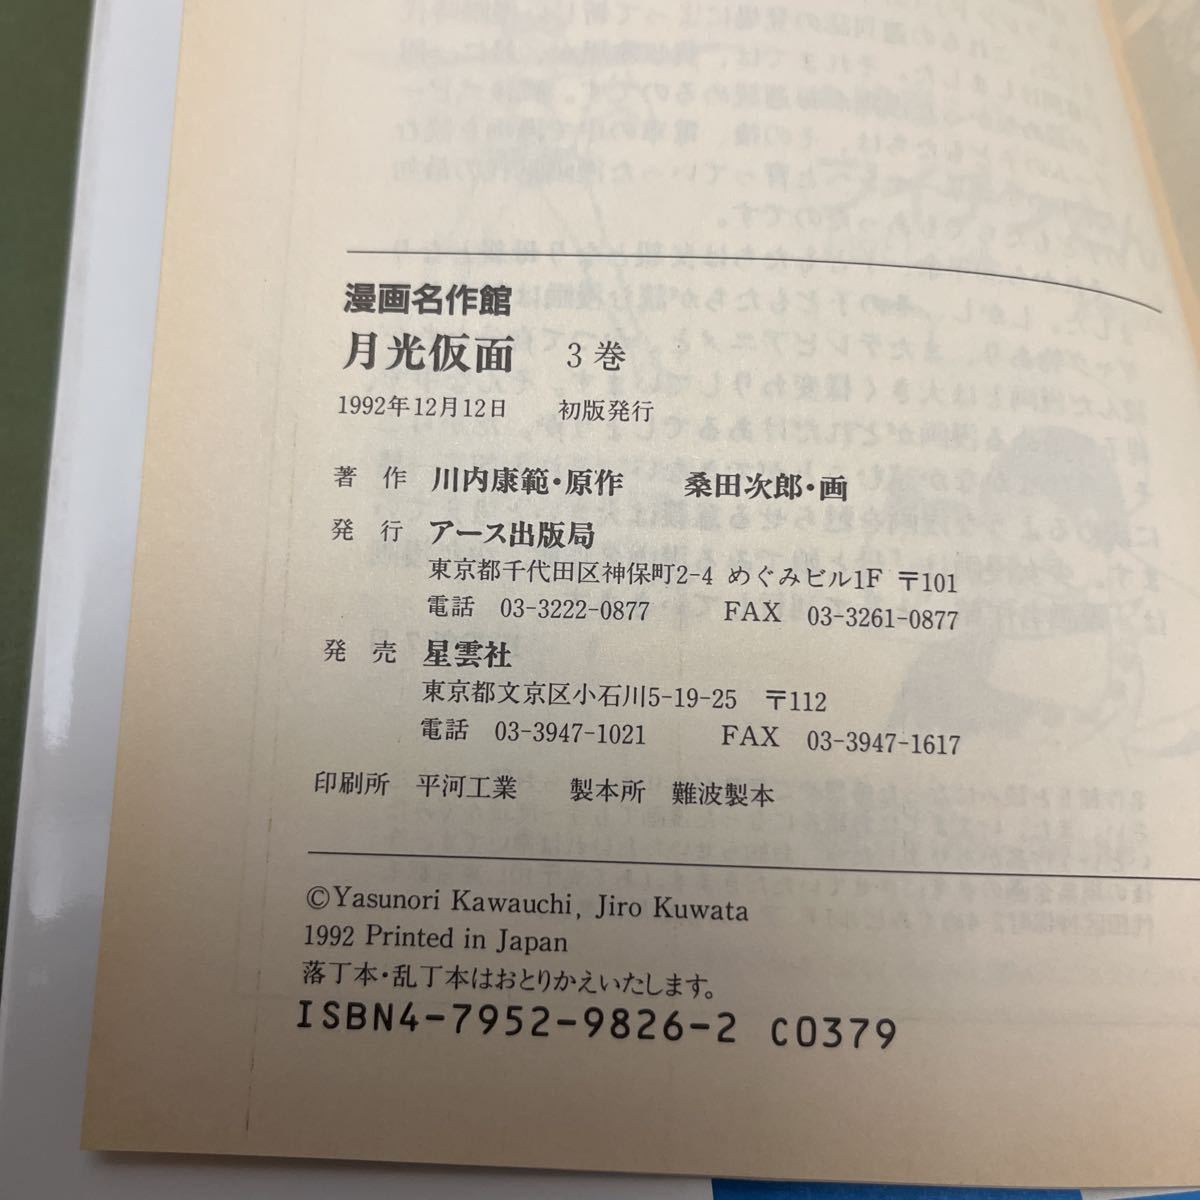 漫画名作館
月光仮面 3巻
1992年12月12日 初版発行
著作 川内康範・原作 桑田次郎・画
発行 アース出版局
東京都千代田区神保町2-4 めぐみビル1F 〒101
電話 03-3222-0877 FAX 03-3261-0877
発売 星雲社
東京都文京区小石川5-19-25 〒112
電話 03-3947-1021 FAX 03-3947-1617
印刷所 平河工業 製本所 難波製本
©Yasunori Kawauchi, Jiro Kuwata
1992 Printed in Japan
落丁本・乱丁本はおとりかえいたします。
ISBN4-7952-9826-2 C0379